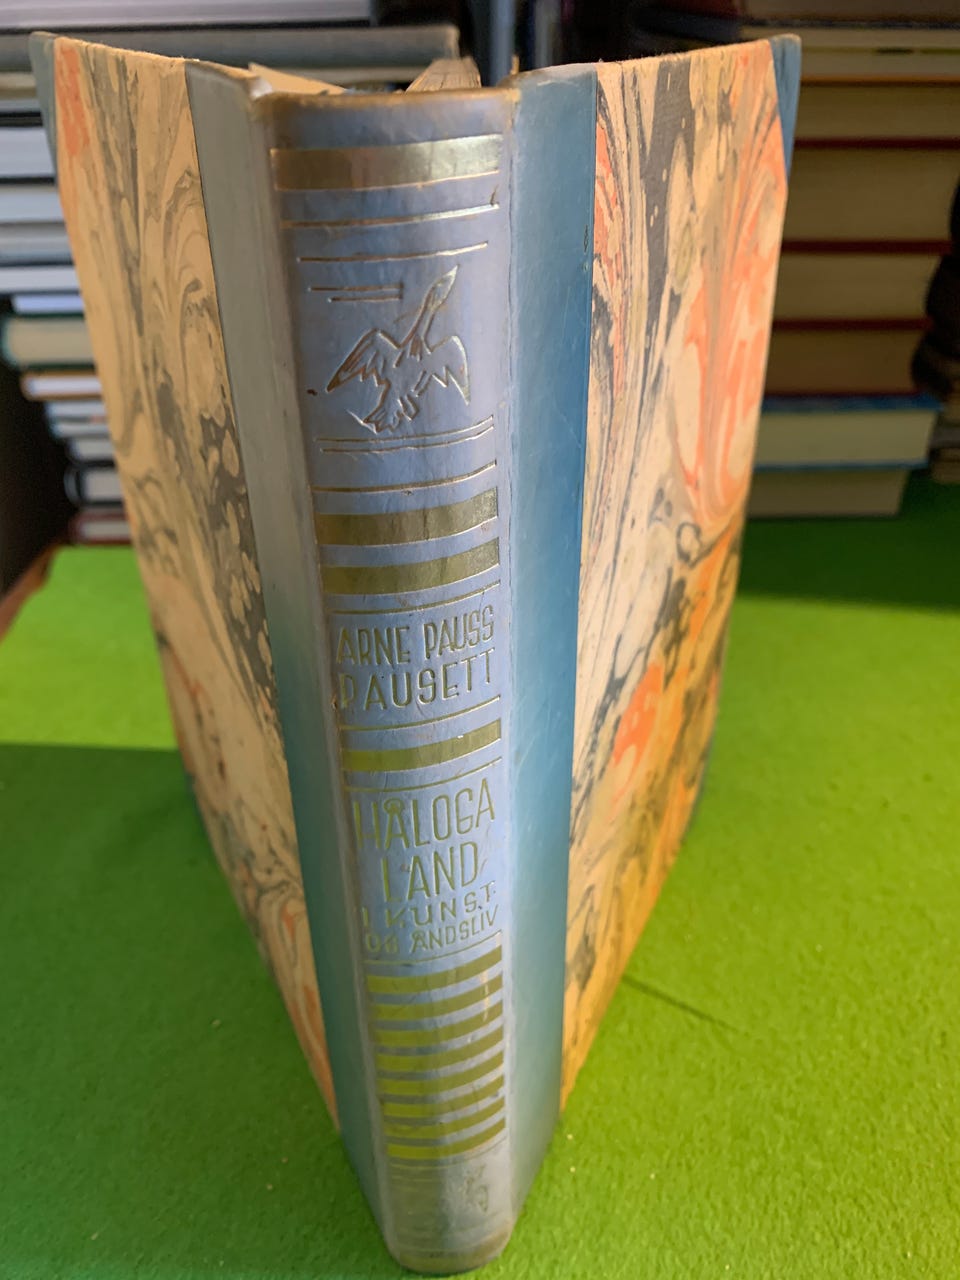 ARNE PAUSS
PAUSETT
HÅLOGA
LAND
I KUNST
OG ÅNDSLIV